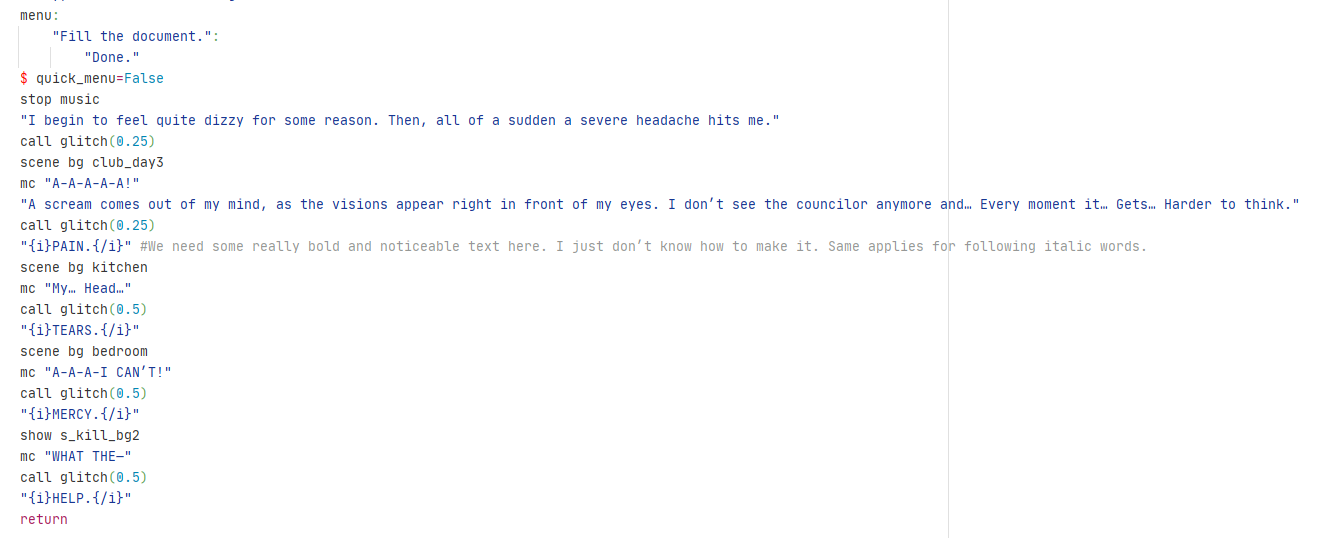 menu:
"Fill the document.":
"Done."
$ quick_menu=False
stop music
"I begin to feel quite dizzy for some reason. Then, all of a sudden a severe headache hits me."
call glitch(0.25)
scene bg club_day3
mc "A-A-A-A-A!"
"A scream comes out of my mind, as the visions appear right in front of my eyes. I don’t see the councilor anymore and… Every moment it… Gets… Harder to think."
call glitch(0.25)
"{i}PAIN.{/i}" #We need some really bold and noticeable text here. I just don’t know how to make it. Same applies for following italic words.
scene bg kitchen
mc "My… Head…"
call glitch(0.5)
"{i}TEARS.{/i}"
scene bg bedroom
mc "A-A-A-I CAN’T!"
call glitch(0.5)
"{i}MERCY.{/i}"
show s_kill_bg2
mc "WHAT THE—"
call glitch(0.5)
"{i}HELP.{/i}"
return